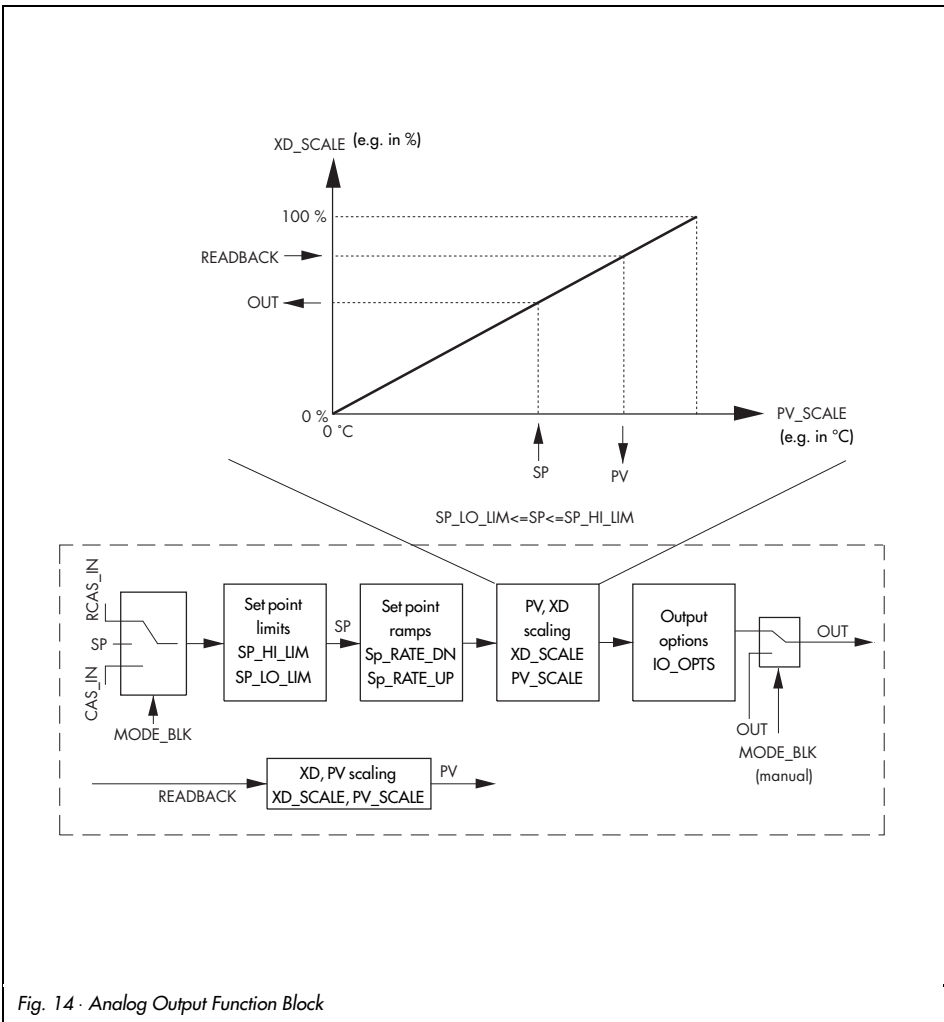 XD_SCALE (e.g. in %)
100 %
READBACK
OUT
0 %
0 ˚C
PV_SCALE
(e.g. in °C)
SP
PV
SP_LO_LIM<=SP<=SP_HI_LIM
RCAS_IN
SP
CAS_IN
MODE_BLK
Set point
limits
SP_HI_LIM
SP_LO_LIM
SP
Set point
ramps
Sp_RATE_DN
Sp_RATE_UP
PV, XD
scaling
XD_SCALE
PV_SCALE
Output
options
IO_OPTS
OUT
OUT
MODE_BLK
(manual)
READBACK
XD, PV scaling
XD_SCALE, PV_SCALE
PV
Fig. 14 · Analog Output Function Block